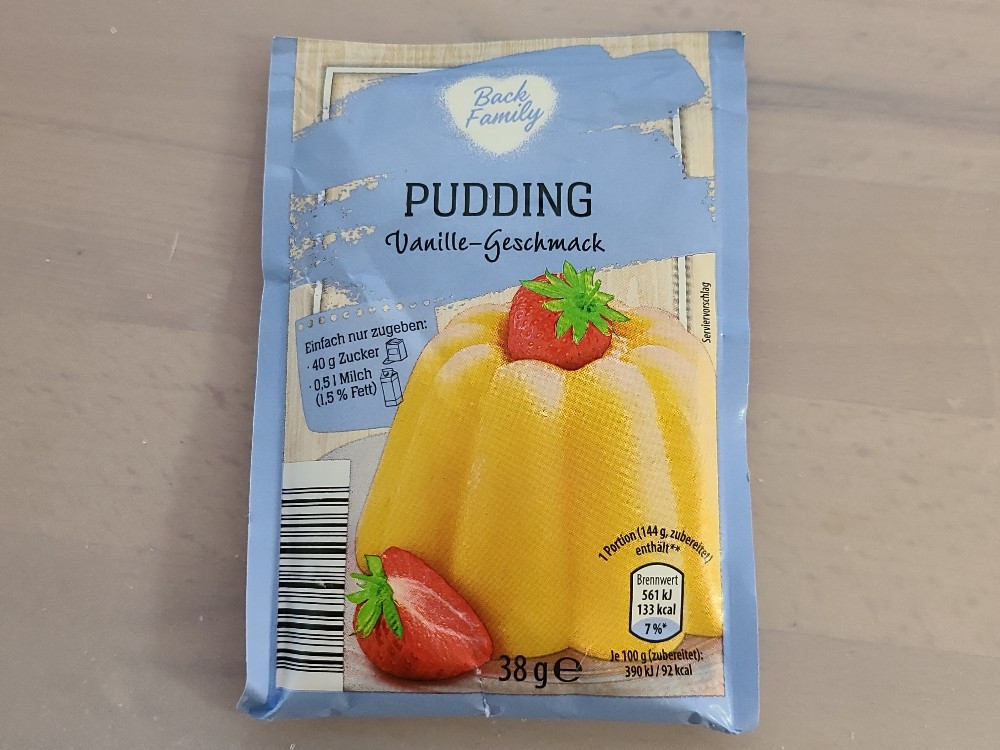 Back
Family
PUDDING
Vanille-Geschmack
Serviervorschlag
Einfach nur zugeben:
· 40 g Zucker
· 0,5 l Milch
(1,5 % Fett)
1 Portion (144 g, zubereitet)
enthält**
Brennwert
561 kJ
133 kcal
7 %*
Je 100 g (zubereitet):
390 kJ / 92 kcal
38 g ℮